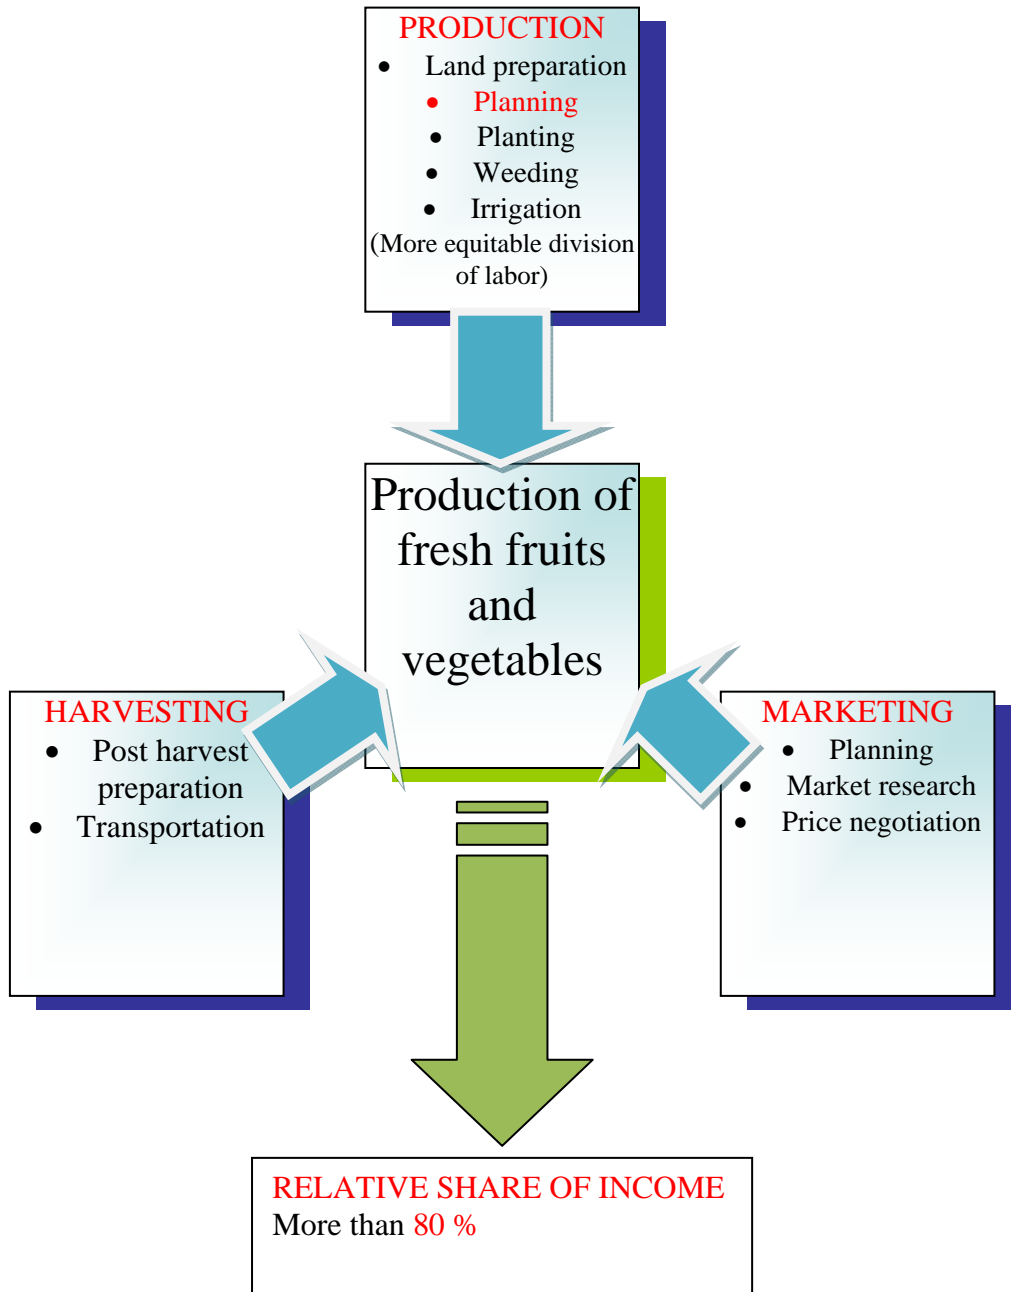 PRODUCTION
• Land preparation
• Planning
• Planting
• Weeding
• Irrigation
(More equitable division
of labor)
Production of
fresh fruits
and
vegetables
HARVESTING
• Post harvest
preparation
• Transportation
MARKETING
• Planning
• Market research
• Price negotiation
RELATIVE SHARE OF INCOME
More than 80 %